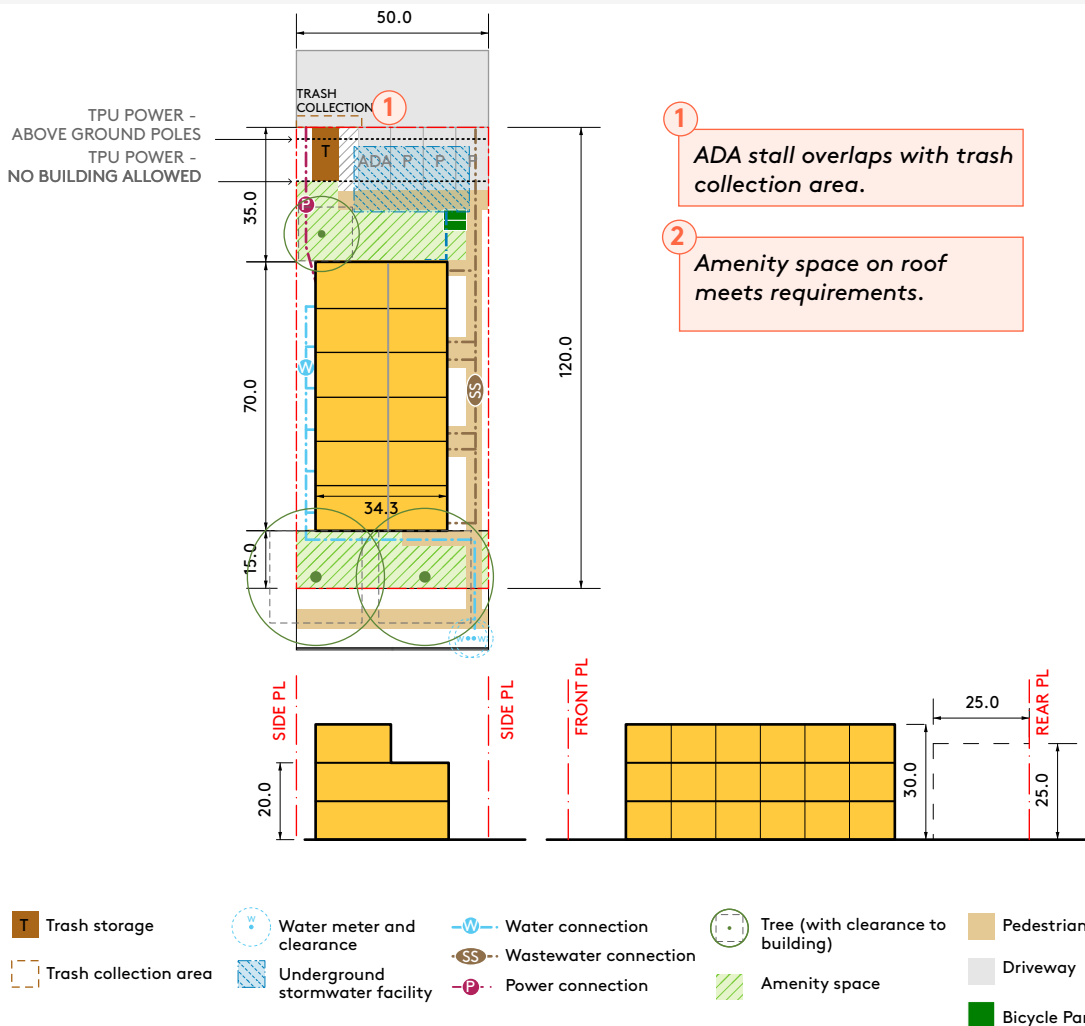 50.0
TRASH
COLLECTION
1
TPU POWER -
ABOVE GROUND POLES
TPU POWER -
NO BUILDING ALLOWED
T
ADA P P P
P
35.0
70.0
15.0
120.0
W
SS
34.3
W W
1
ADA stall overlaps with trash
collection area.
2
Amenity space on roof
meets requirements.
SIDE PL
SIDE PL
FRONT PL
REAR PL
20.0
30.0
25.0
25.0
T Trash storage
Trash collection area
W
Water meter and
clearance
Underground
stormwater facility
W Water connection
SS Wastewater connection
P Power connection
Tree (with clearance to
building)
Amenity space
Pedestrian
Driveway
Bicycle Par